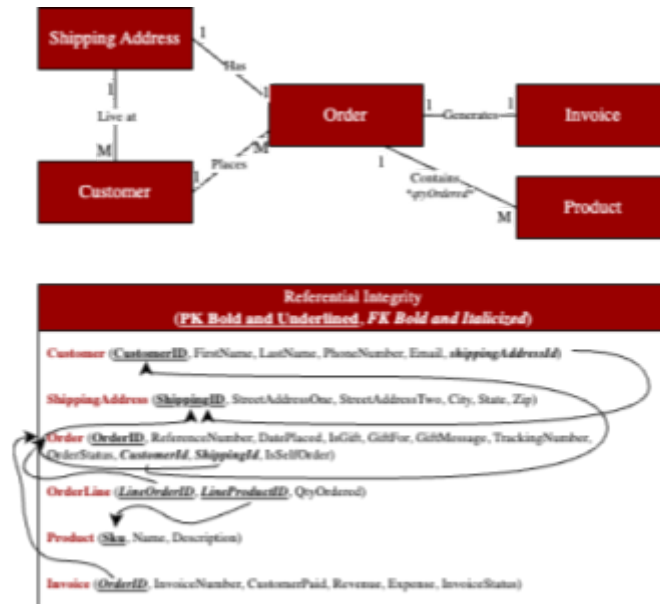 Shipping Address
1
1
Has
1
Live at
Order
1
Generates
1
Invoice
M
Customer
1
Places
M
1
Contains
*qtyOrdered*
M
Product
Referential Integrity
(PK Bold and Underlined, FK Bold and Italicized)
Customer (CustomerID, FirstName, LastName, PhoneNumber, Email, shippingAddressId)
ShippingAddress (ShippingID, StreetAddressOne, StreetAddressTwo, City, State, Zip)
Order (OrderID, ReferenceNumber, DatePlaced, IsGift, GiftFor, GiftMessage, TrackingNumber,
OrderStatus, CustomerId, ShippingId, IsSelfOrder)
OrderLine (LineOrderID, LineProductID, QtyOrdered)
Product (Sku, Name, Description)
Invoice (OrderID, InvoiceNumber, CustomerPaid, Revenue, Expense, InvoiceStatus)